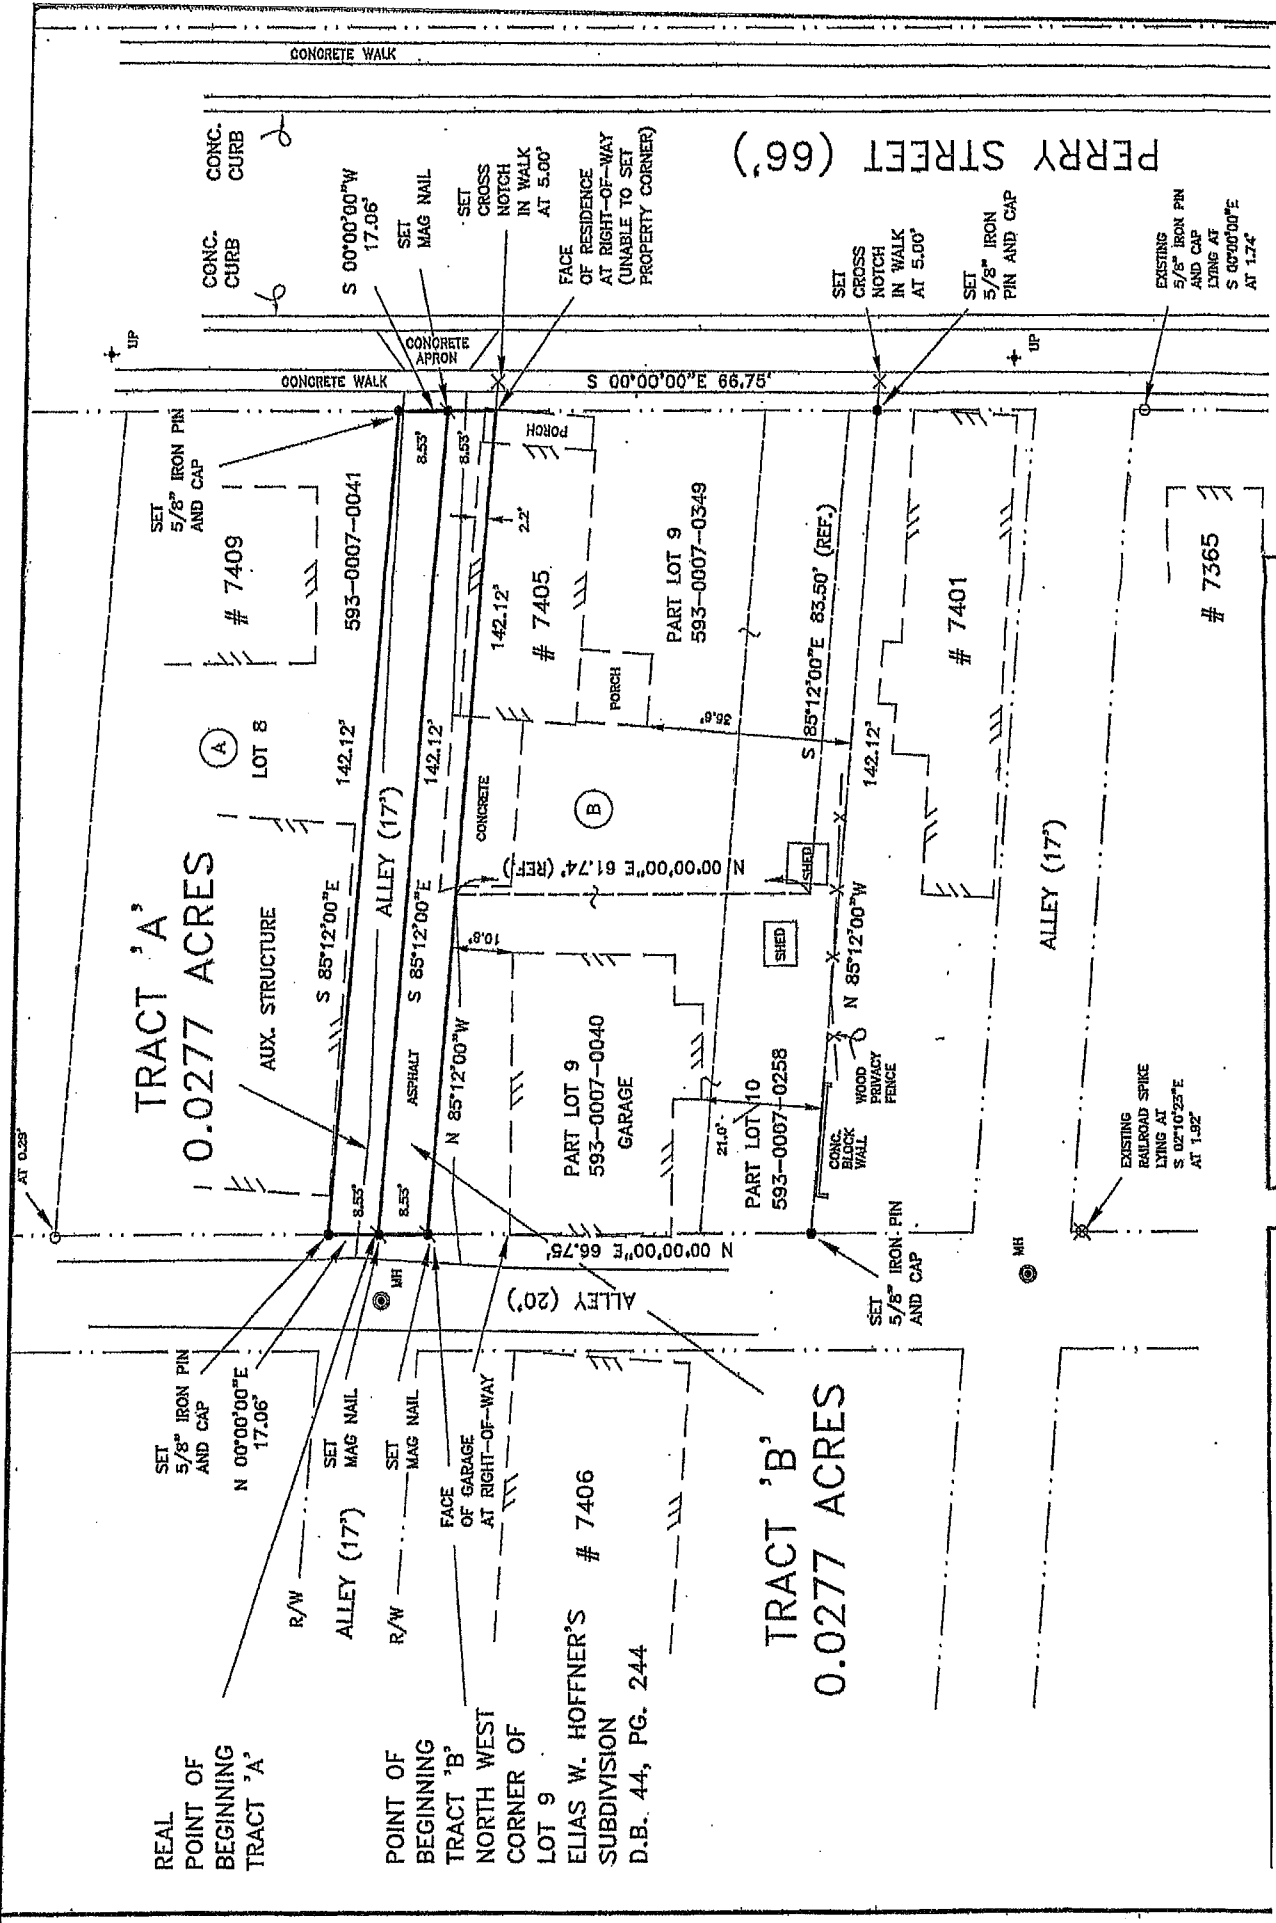 CONCRETE WALK
CONC.
CURB
CONC.
CURB
PERRY STREET (66')
S 00°00'00"W
17.06'
SET
MAG NAIL
SET
CROSS
NOTCH
IN WALK
AT 5.00'
FACE
OF RESIDENCE
AT RIGHT-OF-WAY
(UNABLE TO SET
PROPERTY CORNER)
SET
CROSS
NOTCH
IN WALK
AT 5.00'
SET
5/8" IRON
PIN AND CAP
EXISTING
5/8" IRON PIN
AND CAP
LYING AT
S 00°00'00"E
AT 1.74'
UP
CONCRETE
APRON
UP
CONCRETE WALK
S 00°00'00"E 66.75'
SET
5/8" IRON PIN
AND CAP
8.53'
8.53'
PORCH
# 7409
593-0007-0041
2.2'
142.12'
# 7405
PART LOT 9
593-0007-0349
S 85°12'00"E 83.50' (REF.)
# 7401
# 7365
A
LOT 8
142.12'
142.12'
PORCH
36.6'
142.12'
ALLEY (17')
CONCRETE
B
N 00°00'00"E 61.74' (REF.)
SHED
ALLEY (17')
TRACT 'A'
0.0277 ACRES
AUX. STRUCTURE
S 85°12'00"E
S 85°12'00"E
10.8'
SHED
N 85°12'00"W
ASPHALT
N 85°12'00"W
PART LOT 9
593-0007-0040
GARAGE
21.0'
PART LOT 10
593-0007-0258
CONC.
BLOCK
WALL
WOOD
PRIVACY
FENCE
EXISTING
RAILROAD SPIKE
LYING AT
S 02°10'23"E
AT 1.92'
AT 0.29'
8.53'
8.53'
N 00°00'00"E 66.75'
MH
ALLEY (20')
SET
5/8" IRON PIN
AND CAP
MH
SET
5/8" IRON PIN
AND CAP
N 00°00'00"E
17.06'
SET
MAG NAIL
SET
MAG NAIL
FACE
OF GARAGE
AT RIGHT-OF-WAY
R/W
ALLEY (17')
R/W
# 7406
TRACT 'B'
0.0277 ACRES
REAL
POINT OF
BEGINNING
TRACT 'A'
POINT OF
BEGINNING
TRACT 'B'
NORTH WEST
CORNER OF
LOT 9
ELIAS W. HOFFNER'S
SUBDIVISION
D.B. 44, PG. 244